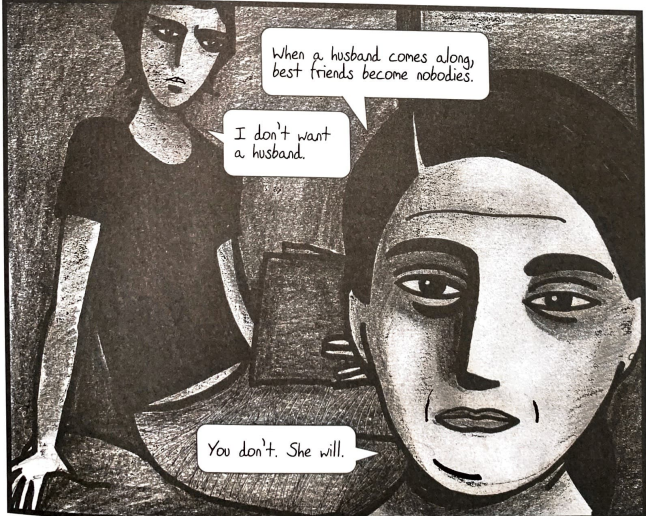 When a husband comes along,
best friends become nobodies.
I don't want
a husband.
You don't. She will.